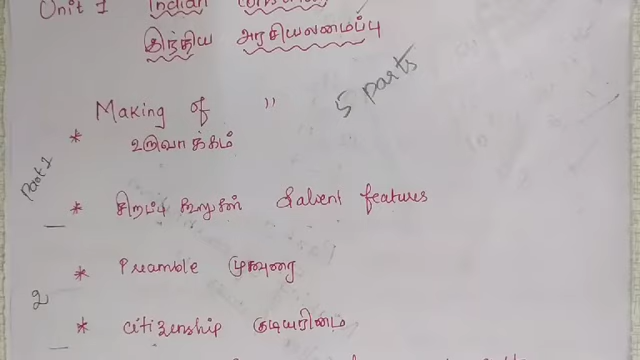 Unit 1 Indian
இந்திய அரசியலமைப்பு
Making of "
5 parts
* உருவாக்கம்
Part 1
* சிறப்பு கூறுகள் Salient features
* Preamble முகவுரை
2
* Citizenship குடியுரிமை